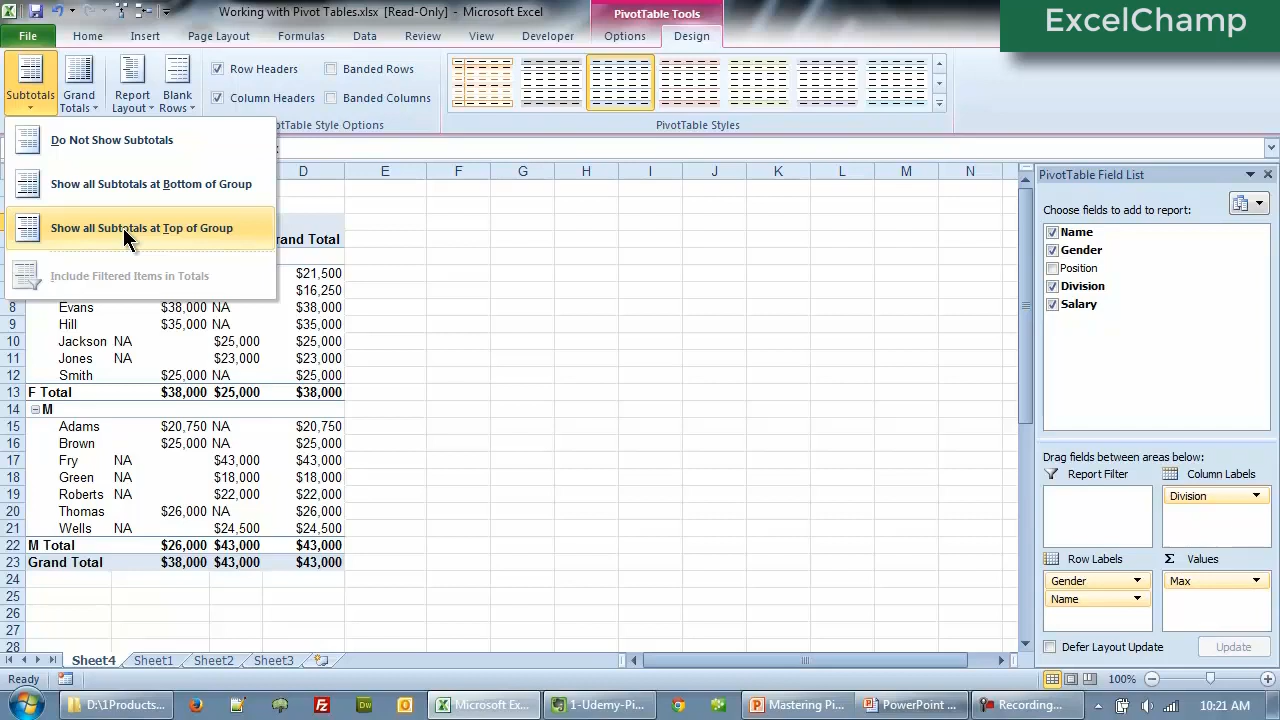 Working with Pivot Tables.xlsx [Read-Only] - Microsoft Excel
PivotTable Tools
ExcelChamp
File Home Insert Page Layout Formulas Data Review View Developer Options Design
Subtotals
Grand Totals
Report Layout
Blank Rows
Row Headers
Banded Rows
Column Headers
Banded Columns
PivotTable Style Options
PivotTable Styles
Do Not Show Subtotals
Show all Subtotals at Bottom of Group
Show all Subtotals at Top of Group
Include Filtered Items in Totals
D E F G H I J K L M N
rand Total
$21,500
$16,250
8 Evans $38,000 NA $38,000
9 Hill $35,000 NA $35,000
10 Jackson NA $25,000 $25,000
11 Jones NA $23,000 $23,000
12 Smith $25,000 NA $25,000
13 F Total $38,000 $25,000 $38,000
14 M
15 Adams $20,750 NA $20,750
16 Brown $25,000 NA $25,000
17 Fry NA $43,000 $43,000
18 Green NA $18,000 $18,000
19 Roberts NA $22,000 $22,000
20 Thomas $26,000 NA $26,000
21 Wells NA $24,500 $24,500
22 M Total $26,000 $43,000 $43,000
23 Grand Total $38,000 $43,000 $43,000
24
25
26
27
28
PivotTable Field List
Choose fields to add to report:
Name
Gender
Position
Division
Salary
Drag fields between areas below:
Report Filter Column Labels
Division
Row Labels Σ Values
Gender Max
Name
Defer Layout Update Update
Sheet4 Sheet1 Sheet2 Sheet3
Ready 100%
D:\1Products... Dw Microsoft Exc... 1-Udemy-Pi... Mastering Pi... PowerPoint ... Recording... 10:21 AM